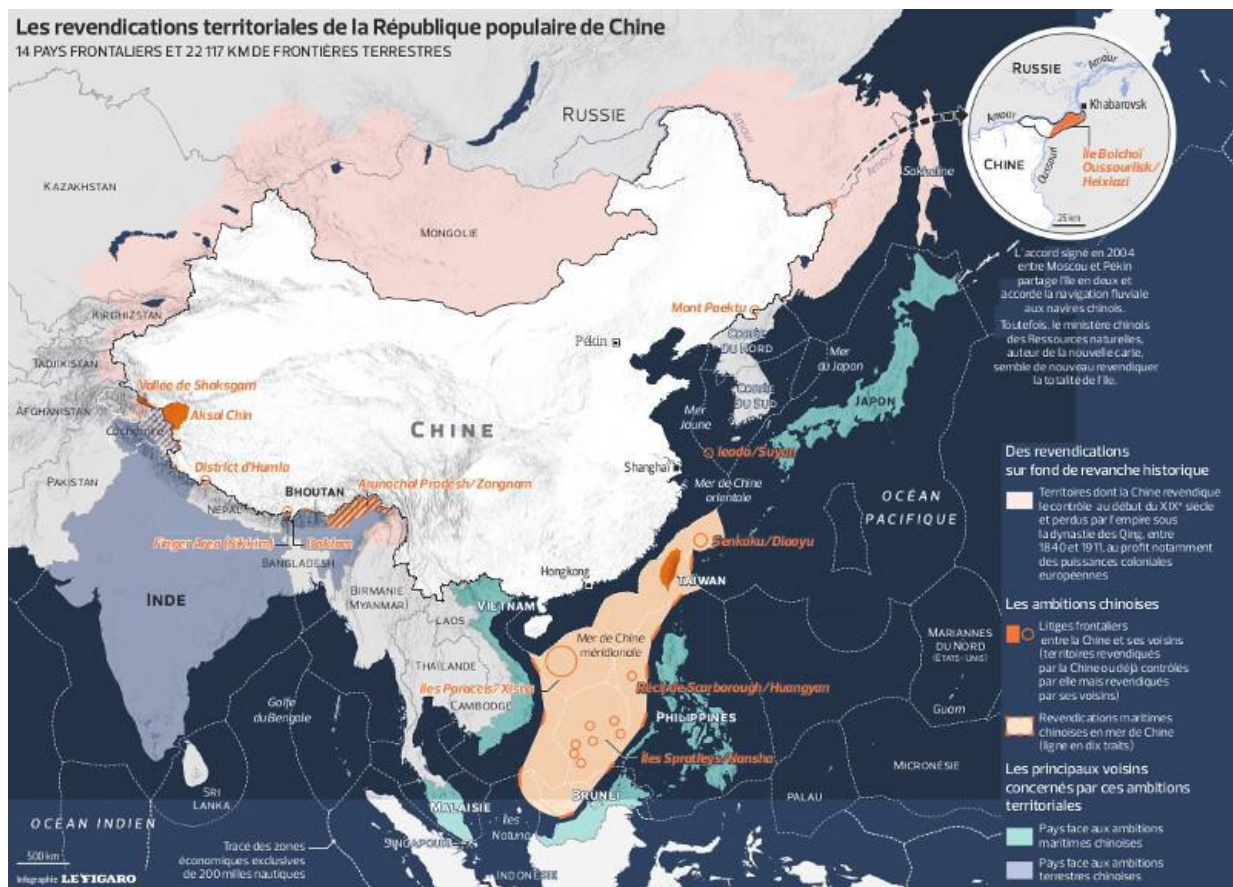 Les revendications territoriales de la République populaire de Chine
14 PAYS FRONTALIERS ET 22 117 KM DE FRONTIÈRES TERRESTRES
RUSSIE
Amour
Khabarovsk
Amour
CHINE
Oussouri
Île Bolchoï
Oussouriisk/
Heixiazi
25 km
L'accord signé en 2004
entre Moscou et Pékin
partage l'île en deux et
accorde la navigation fluviale
aux navires chinois.
Toutefois, le ministère chinois
des Ressources naturelles,
auteur de la nouvelle carte,
semble de nouveau revendiquer
la totalité de l'île.
RUSSIE
Amour
Amour
Sakhaline
KAZAKHSTAN
MONGOLIE
KIRGHIZSTAN
TADJIKISTAN
AFGHANISTAN
Vallée de Shaksgam
Aksai Chin
Cachemire
PAKISTAN
District d'Humla
NÉPAL
BHOUTAN
Arunachal Pradesh/Zangnam
Finger Area (Sikkim)
Doklam
BANGLADESH
INDE
CHINE
Pékin
Mont Paektu
CORÉE
DU NORD
CORÉE
DU SUD
Mer
du Japon
JAPON
Mer
Jaune
Ieodo/Suyan
Shanghaï
Mer de Chine
orientale
OCÉAN
PACIFIQUE
Senkaku/Diaoyu
TAÏWAN
Hongkong
BIRMANIE
(MYANMAR)
LAOS
VIETNAM
THAÏLANDE
CAMBODGE
Mer de Chine
méridionale
Îles Paracels/Xisha
Récif de Scarborough/Huangyan
PHILIPPINES
Îles Spratleys/Nansha
BRUNEI
MALAISIE
SINGAPOUR
Îles
Natuna
INDONÉSIE
PALAU
MICRONÉSIE
Guam
MARIANNES
DU NORD
(ÉTATS-UNIS)
Golfe
du Bengale
SRI
LANKA
OCÉAN INDIEN
Tracé des zones
économiques exclusives
de 200 milles nautiques
500 km
Infographie LE FIGARO
Des revendications
sur fond de revanche historique
Territoires dont la Chine revendique
le contrôle au début du XIXe siècle
et perdus par l'empire sous
la dynastie des Qing, entre
1840 et 1911, au profit notamment
des puissances coloniales
européennes
Les ambitions chinoises
Litiges frontaliers
entre la Chine et ses voisins
(territoires revendiqués
par la Chine ou déjà contrôlés
par elle mais revendiqués
par ses voisins)
Revendications maritimes
chinoises en mer de Chine
(ligne en dix traits)
Les principaux voisins
concernés par ces ambitions
territoriales
Pays face aux ambitions
maritimes chinoises
Pays face aux ambitions
terrestres chinoises